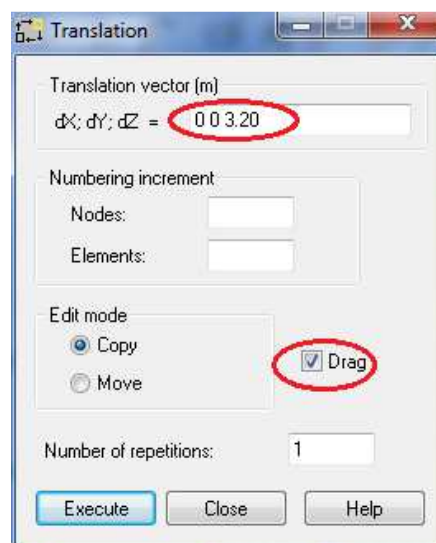 Translation
Translation vector (m)
dX; dY; dZ = 0 0 3.20
Numbering increment
Nodes:
Elements:
Edit mode
Copy
Drag
Move
Number of repetitions: 1
Execute Close Help